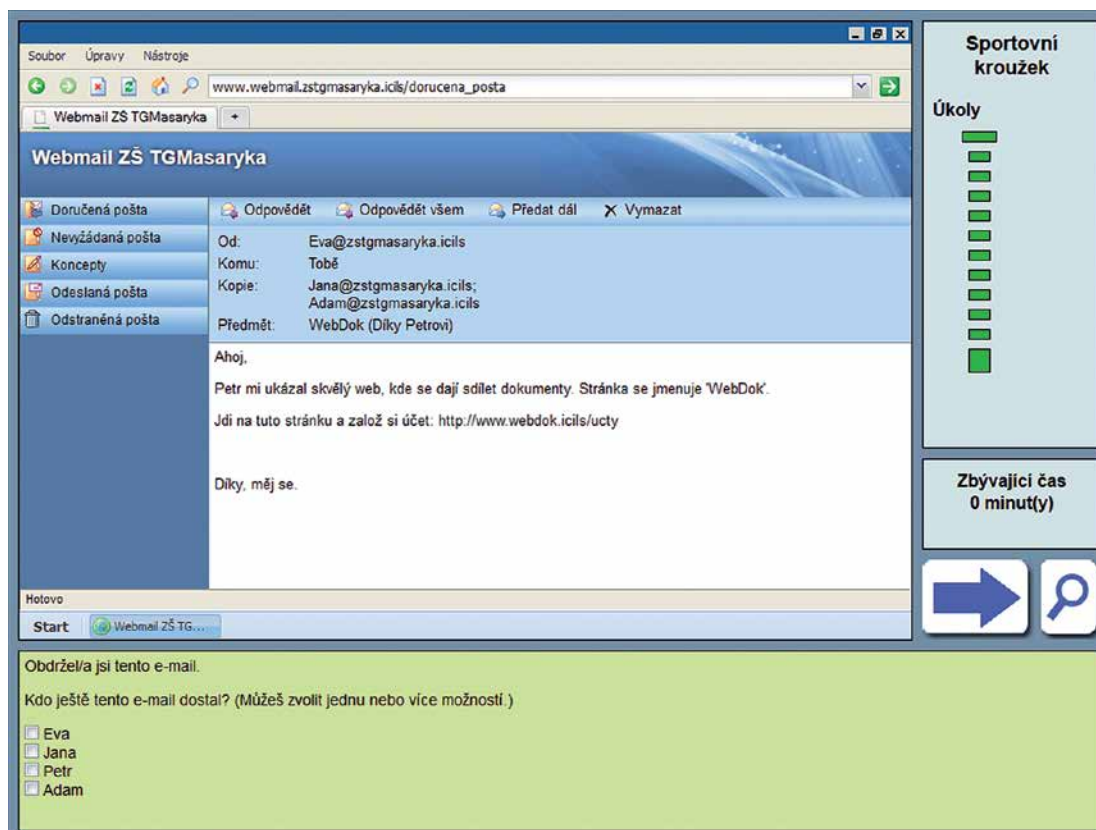 Soubor Úpravy Nástroje
www.webmail.zstgmasaryka.icils/dorucena_posta
Webmail ZŠ TGMasaryka +
Webmail ZŠ TGMasaryka
Doručená pošta
Nevyžádaná pošta
Koncepty
Odeslaná pošta
Odstraněná pošta
Odpovědět Odpovědět všem Předat dál Vymazat
Od: Eva@zstgmasaryka.icils
Komu: Tobě
Kopie: Jana@zstgmasaryka.icils;
Adam@zstgmasaryka.icils
Předmět: WebDok (Díky Petrovi)
Ahoj,
Petr mi ukázal skvělý web, kde se dají sdílet dokumenty. Stránka se jmenuje 'WebDok'.
Jdi na tuto stránku a založ si účet: http://www.webdok.icils/ucty
Díky, měj se.
Hotovo
Start Webmail ZŠ TG...
Sportovní
kroužek
Úkoly
Zbývající čas
0 minut(y)
Obdržel/a jsi tento e-mail.
Kdo ještě tento e-mail dostal? (Můžeš zvolit jednu nebo více možností.)
Eva
Jana
Petr
Adam